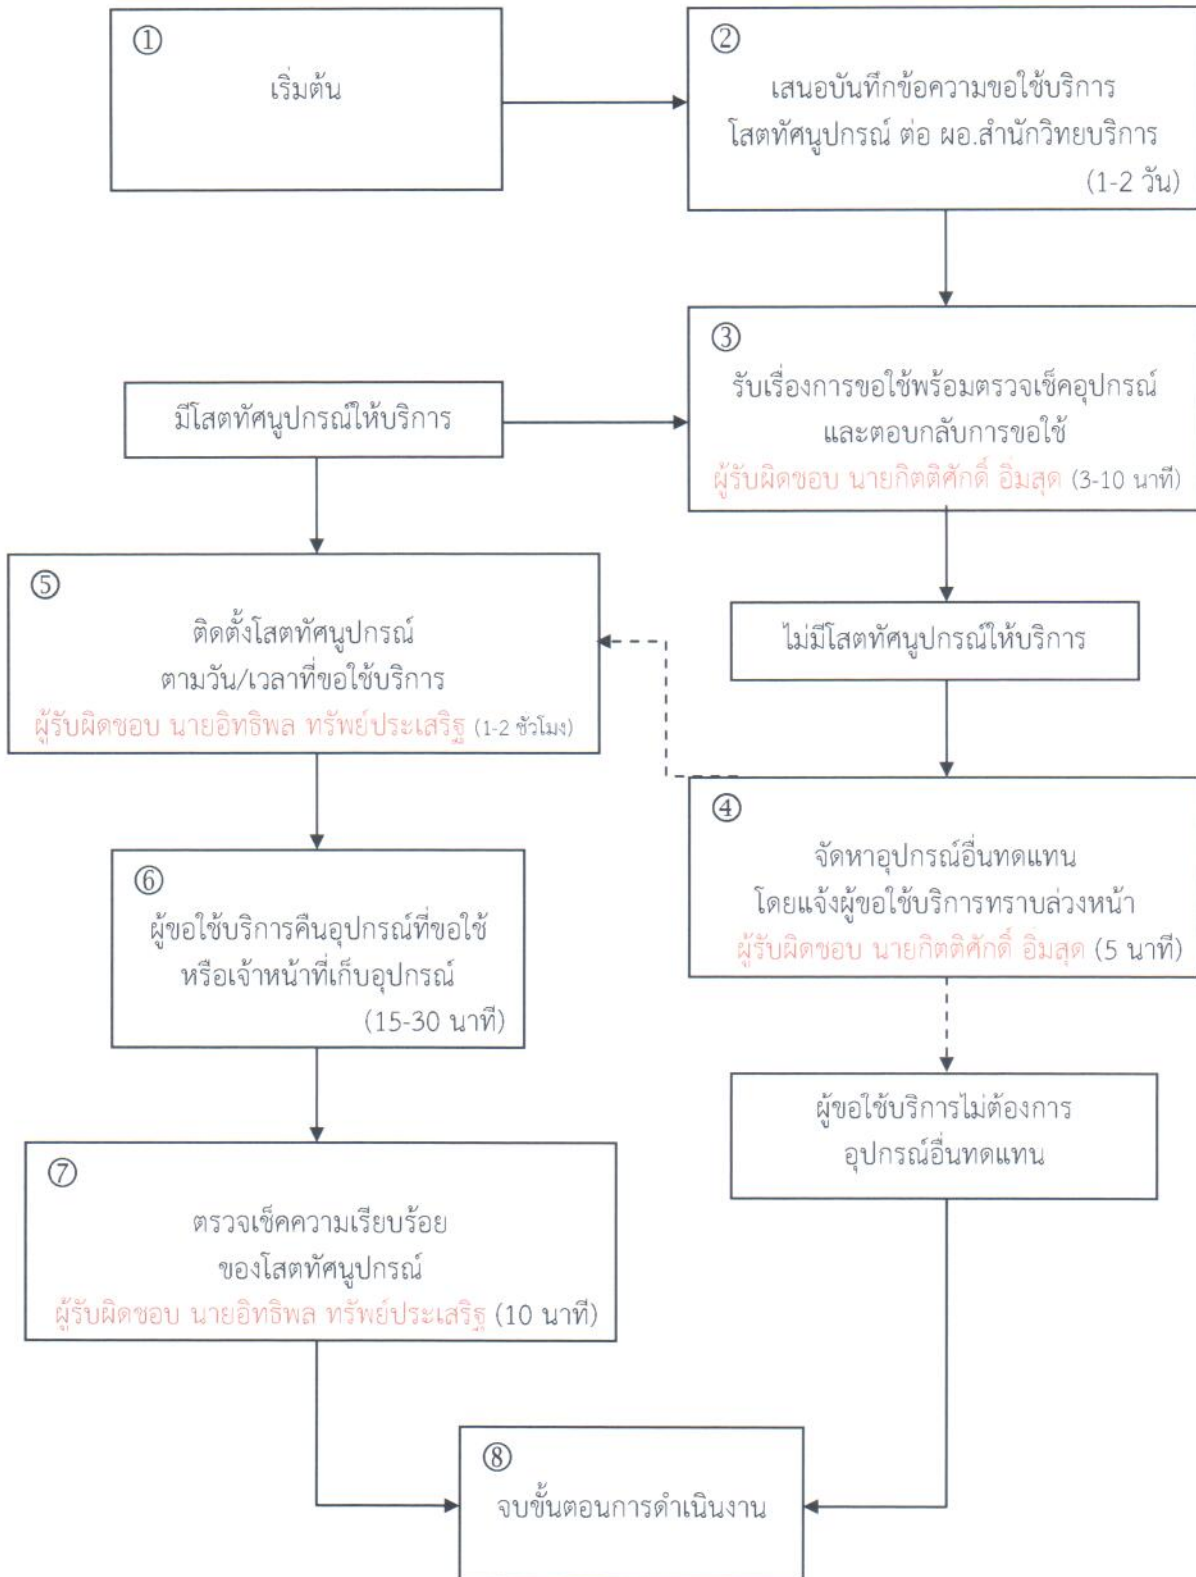 ①
เริ่มต้น
②
เสนอบันทึกข้อความขอใช้บริการ
โสตทัศนูปกรณ์ ต่อ ผอ.สำนักวิทยบริการ
(1-2 วัน)
③
รับเรื่องการขอใช้พร้อมตรวจเช็คอุปกรณ์
และตอบกลับการขอใช้
ผู้รับผิดชอบ นายกิตติศักดิ์ อิ่มสุด (3-10 นาที)
มีโสตทัศนูปกรณ์ให้บริการ
ไม่มีโสตทัศนูปกรณ์ให้บริการ
④
จัดหาอุปกรณ์อื่นทดแทน
โดยแจ้งผู้ขอใช้บริการทราบล่วงหน้า
ผู้รับผิดชอบ นายกิตติศักดิ์ อิ่มสุด (5 นาที)
⑤
ติดตั้งโสตทัศนูปกรณ์
ตามวัน/เวลาที่ขอใช้บริการ
ผู้รับผิดชอบ นายอิทธิพล ทรัพย์ประเสริฐ (1-2 ชั่วโมง)
⑥
ผู้ขอใช้บริการคืนอุปกรณ์ที่ขอใช้
หรือเจ้าหน้าที่เก็บอุปกรณ์
(15-30 นาที)
ผู้ขอใช้บริการไม่ต้องการ
อุปกรณ์อื่นทดแทน
⑦
ตรวจเช็คความเรียบร้อย
ของโสตทัศนูปกรณ์
ผู้รับผิดชอบ นายอิทธิพล ทรัพย์ประเสริฐ (10 นาที)
⑧
จบขั้นตอนการดำเนินงาน